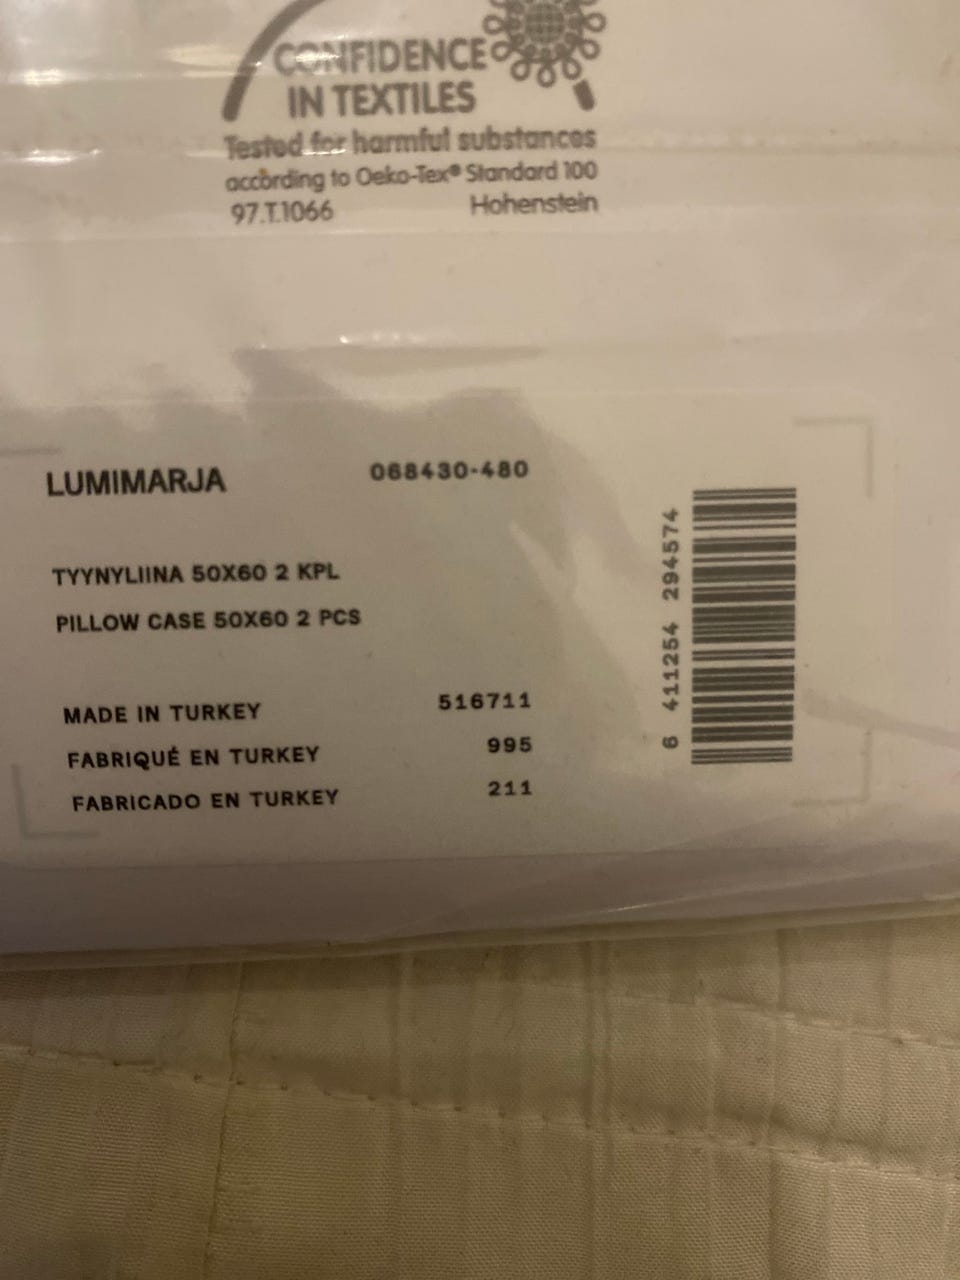 CONFIDENCE
IN TEXTILES
Tested for harmful substances
according to Oeko-Tex® Standard 100
97.T.1066 Hohenstein
LUMIMARJA 068430-480
TYYNYLIINA 50X60 2 KPL
PILLOW CASE 50X60 2 PCS
MADE IN TURKEY 516711
FABRIQUÉ EN TURKEY 995
FABRICADO EN TURKEY 211
6 411254 294574